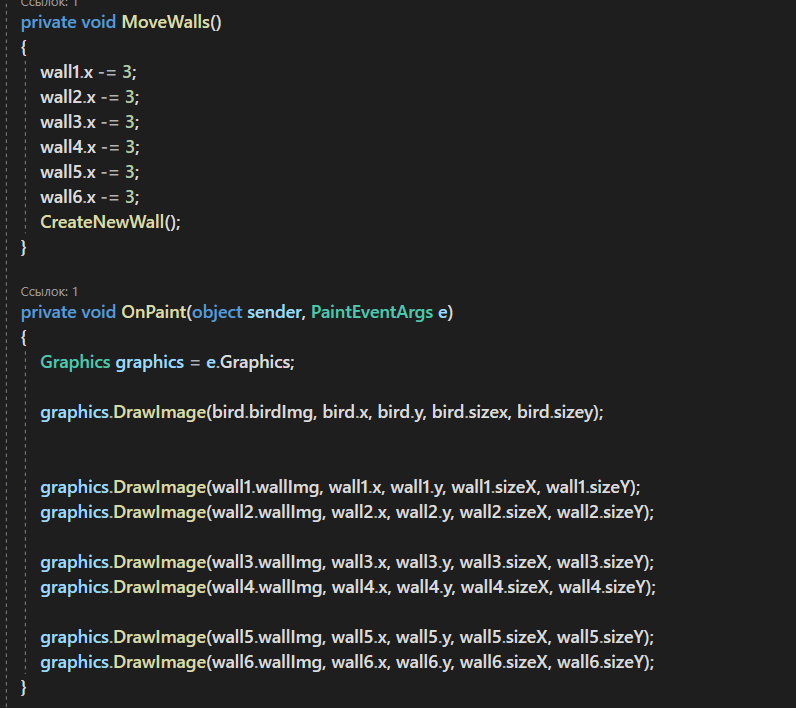 Ссылок: 1
private void MoveWalls()
{
wall1.x -= 3;
wall2.x -= 3;
wall3.x -= 3;
wall4.x -= 3;
wall5.x -= 3;
wall6.x -= 3;
CreateNewWall();
}
Ссылок: 1
private void OnPaint(object sender, PaintEventArgs e)
{
Graphics graphics = e.Graphics;
graphics.DrawImage(bird.birdImg, bird.x, bird.y, bird.sizex, bird.sizey);
graphics.DrawImage(wall1.wallImg, wall1.x, wall1.y, wall1.sizeX, wall1.sizeY);
graphics.DrawImage(wall2.wallImg, wall2.x, wall2.y, wall2.sizeX, wall2.sizeY);
graphics.DrawImage(wall3.wallImg, wall3.x, wall3.y, wall3.sizeX, wall3.sizeY);
graphics.DrawImage(wall4.wallImg, wall4.x, wall4.y, wall4.sizeX, wall4.sizeY);
graphics.DrawImage(wall5.wallImg, wall5.x, wall5.y, wall5.sizeX, wall5.sizeY);
graphics.DrawImage(wall6.wallImg, wall6.x, wall6.y, wall6.sizeX, wall6.sizeY);
}